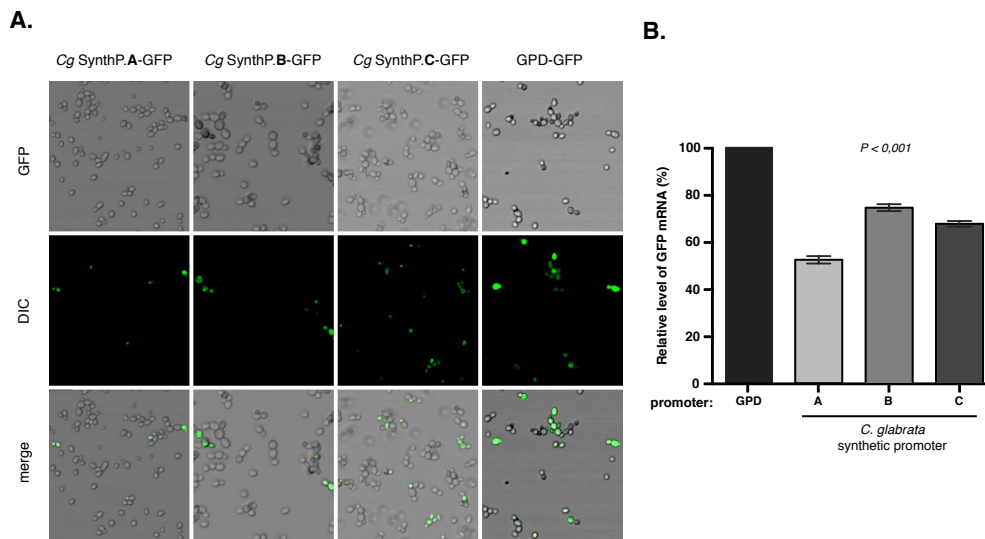 A.
Cg SynthP.A-GFP
Cg SynthP.B-GFP
Cg SynthP.C-GFP
GPD-GFP
GFP
DIC
merge
B.
P < 0,001
Relative level of GFP mRNA (%)
100
80
60
40
20
0
promoter: GPD A B C
C. glabrata
synthetic promoter